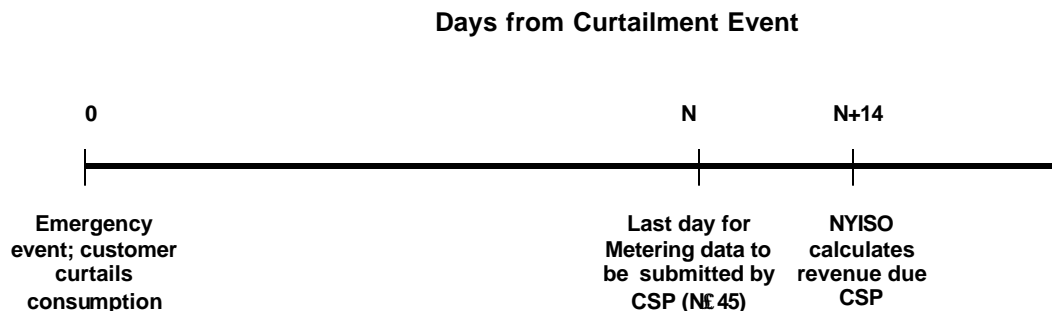 Days from Curtailment Event
0 N N+14
Emergency
event; customer
curtails
consumption
Last day for
Metering data to
be submitted by
CSP (N£ 45)
NYISO
calculates
revenue due
CSP